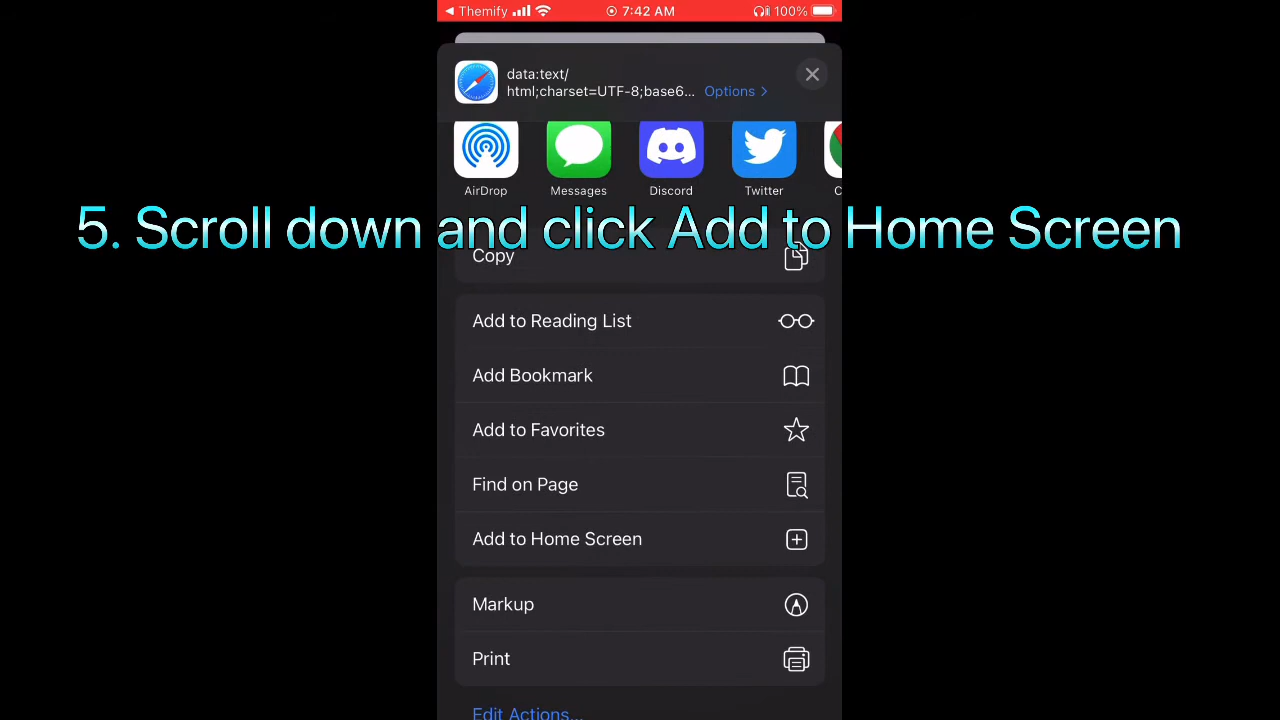 Themify
7:42 AM
100%
data:text/
html;charset=UTF-8;base6... Options
AirDrop
Messages
Discord
Twitter
C
5. Scroll down and click Add to Home Screen
Copy
Add to Reading List
Add Bookmark
Add to Favorites
Find on Page
Add to Home Screen
Markup
Print
Edit Actions...